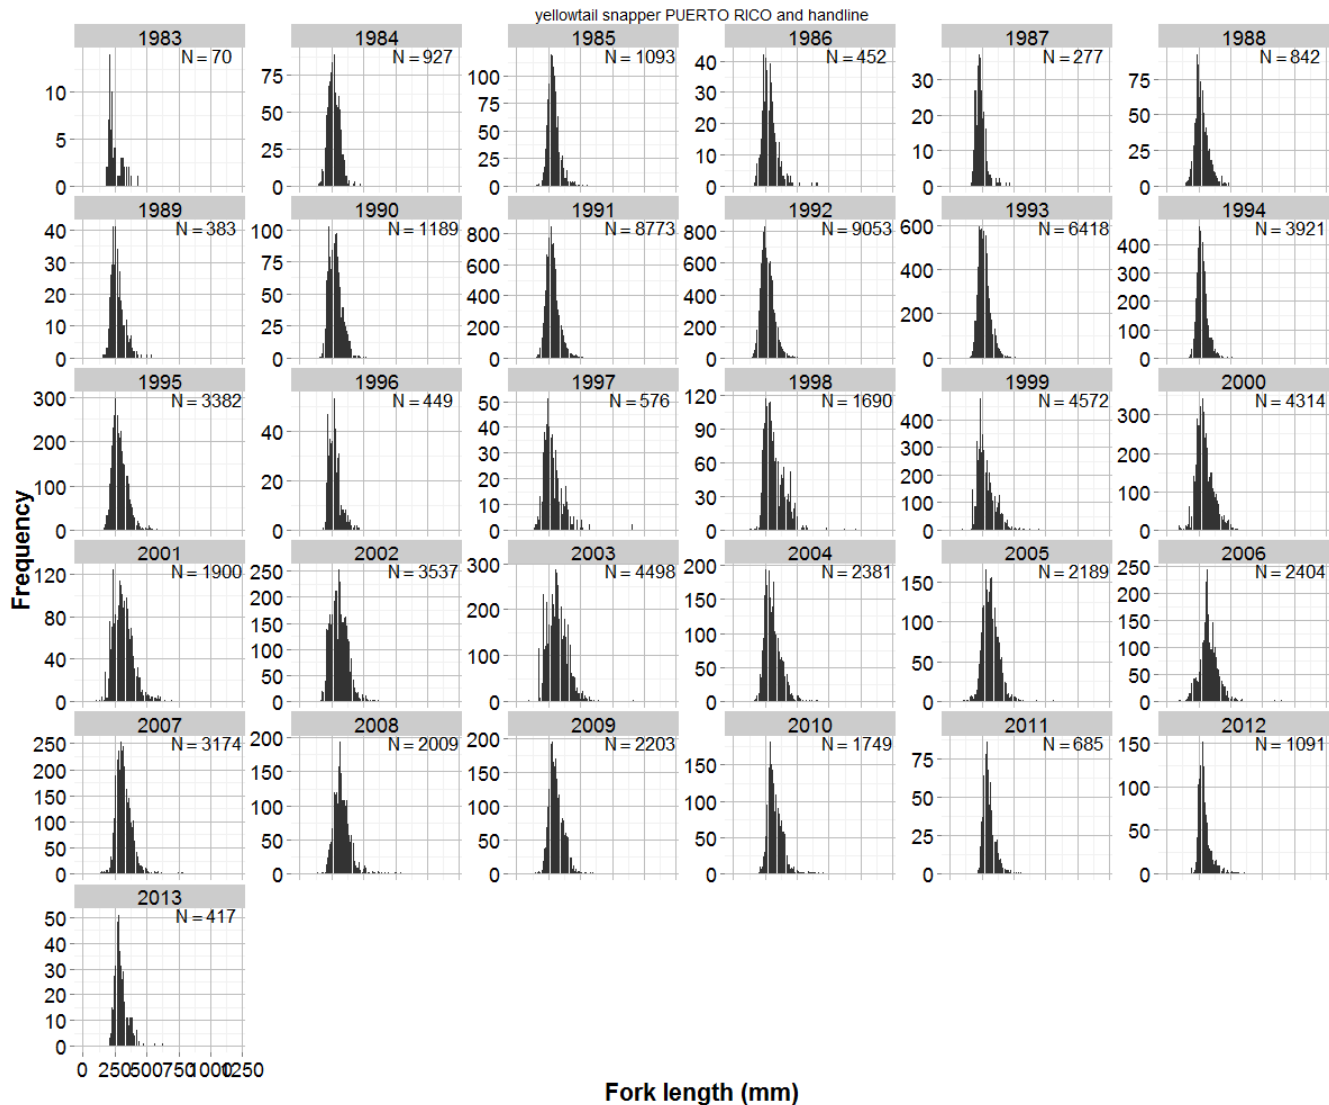 yellowtail snapper PUERTO RICO and handline
1983 1984 1985 1986 1987 1988
N = 70 N = 927 N = 1093 N = 452 N = 277 N = 842
10 5 0
75 50 25 0
100 75 50 25 0
40 30 20 10 0
30 20 10 0
75 50 25 0
1989 1990 1991 1992 1993 1994
N = 383 N = 1189 N = 8773 N = 9053 N = 6418 N = 3921
40 30 20 10 0
100 75 50 25 0
800 600 400 200 0
800 600 400 200 0
600 400 200 0
400 300 200 100 0
1995 1996 1997 1998 1999 2000
N = 3382 N = 449 N = 576 N = 1690 N = 4572 N = 4314
300 200 100 0
40 20 0
50 40 30 20 10 0
120 90 60 30 0
400 300 200 100 0
300 200 100 0
2001 2002 2003 2004 2005 2006
N = 1900 N = 3537 N = 4498 N = 2381 N = 2189 N = 2404
120 80 40 0
250 200 150 100 50 0
300 200 100 0
200 150 100 50 0
150 100 50 0
250 200 150 100 50 0
2007 2008 2009 2010 2011 2012
N = 3174 N = 2009 N = 2203 N = 1749 N = 685 N = 1091
250 200 150 100 50 0
200 150 100 50 0
200 150 100 50 0
150 100 50 0
75 50 25 0
150 100 50 0
2013
N = 417
50 40 30 20 10 0
0 250 500 750 1000 1250
Frequency
Fork length (mm)